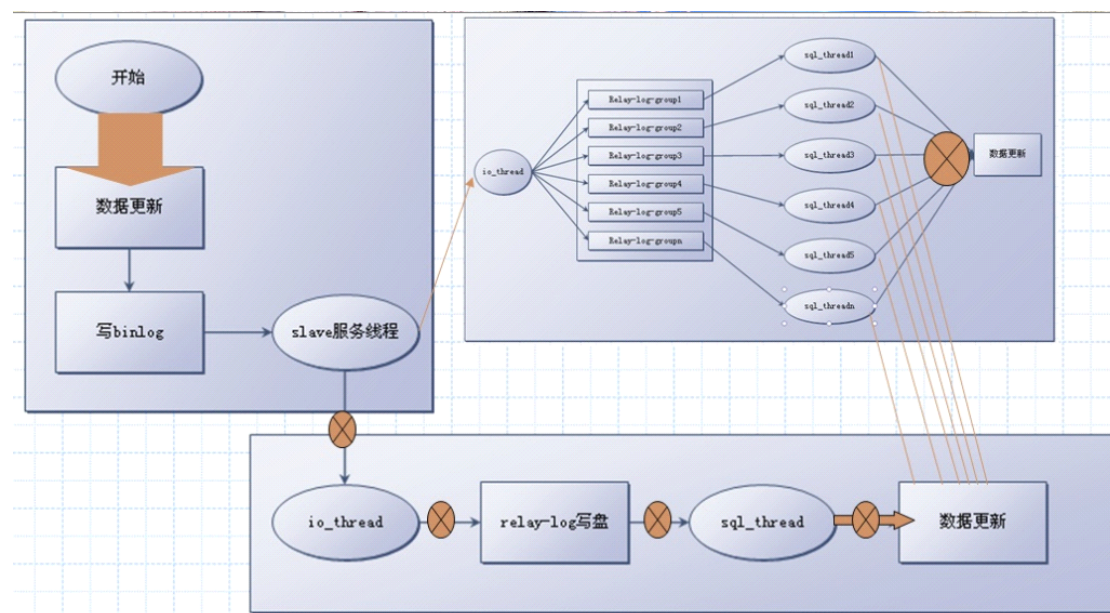 开始
数据更新
写binlog
slave服务线程
io_thread
Relay-log-group1
Relay-log-group2
Relay-log-group3
Relay-log-group4
Relay-log-group5
Relay-log-groupn
sql_thread1
sql_thread2
sql_thread3
sql_thread4
sql_thread5
sql_threadn
数据更新
io_thread
relay-log写盘
sql_thread
数据更新